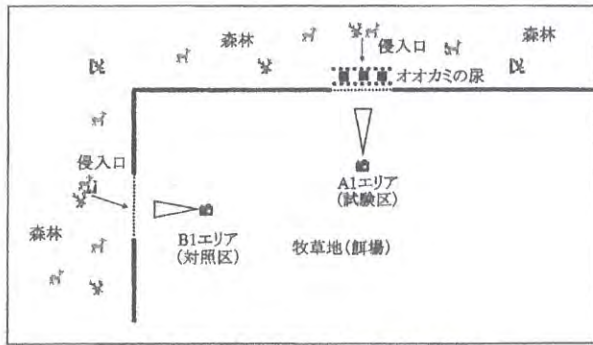 森林
森林
侵入口
オオカミの尿
侵入口
A1エリア
(試験区)
森林
B1エリア
(対照区)
牧草地(餌場)